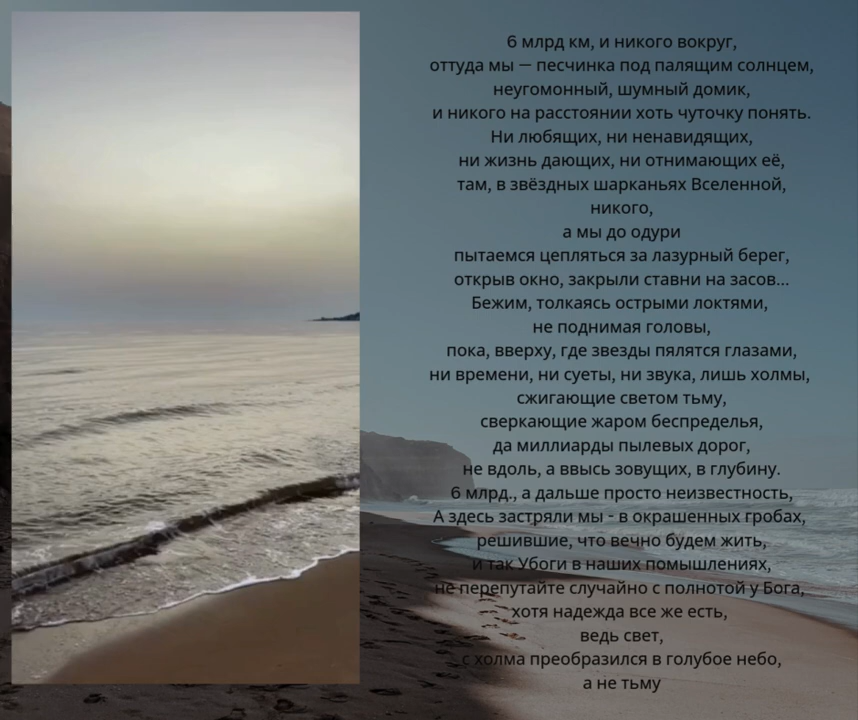 6 млрд км, и никого вокруг,
оттуда мы — песчинка под палящим солнцем,
неугомонный, шумный домик,
и никого на расстоянии хоть чуточку понять.
Ни любящих, ни ненавидящих,
ни жизнь дающих, ни отнимающих её,
там, в звёздных шарканьях Вселенной,
никого,
а мы до одури
пытаемся цепляться за лазурный берег,
открыв окно, закрыли ставни на засов...
Бежим, толкаясь острыми локтями,
не поднимая головы,
пока, вверху, где звезды пялятся глазами,
ни времени, ни суеты, ни звука, лишь холмы,
сжигающие светом тьму,
сверкающие жаром беспределья,
да миллиарды пылевых дорог,
не вдоль, а ввысь зовущих, в глубину.
6 млрд., а дальше просто неизвестность,
А здесь застряли мы - в окрашенных гробах,
решившие, что вечно будем жить,
и так Убоги в наших помышлениях,
не перепутайте случайно с полнотой у Бога,
хотя надежда все же есть,
ведь свет,
с холма преобразился в голубое небо,
а не тьму